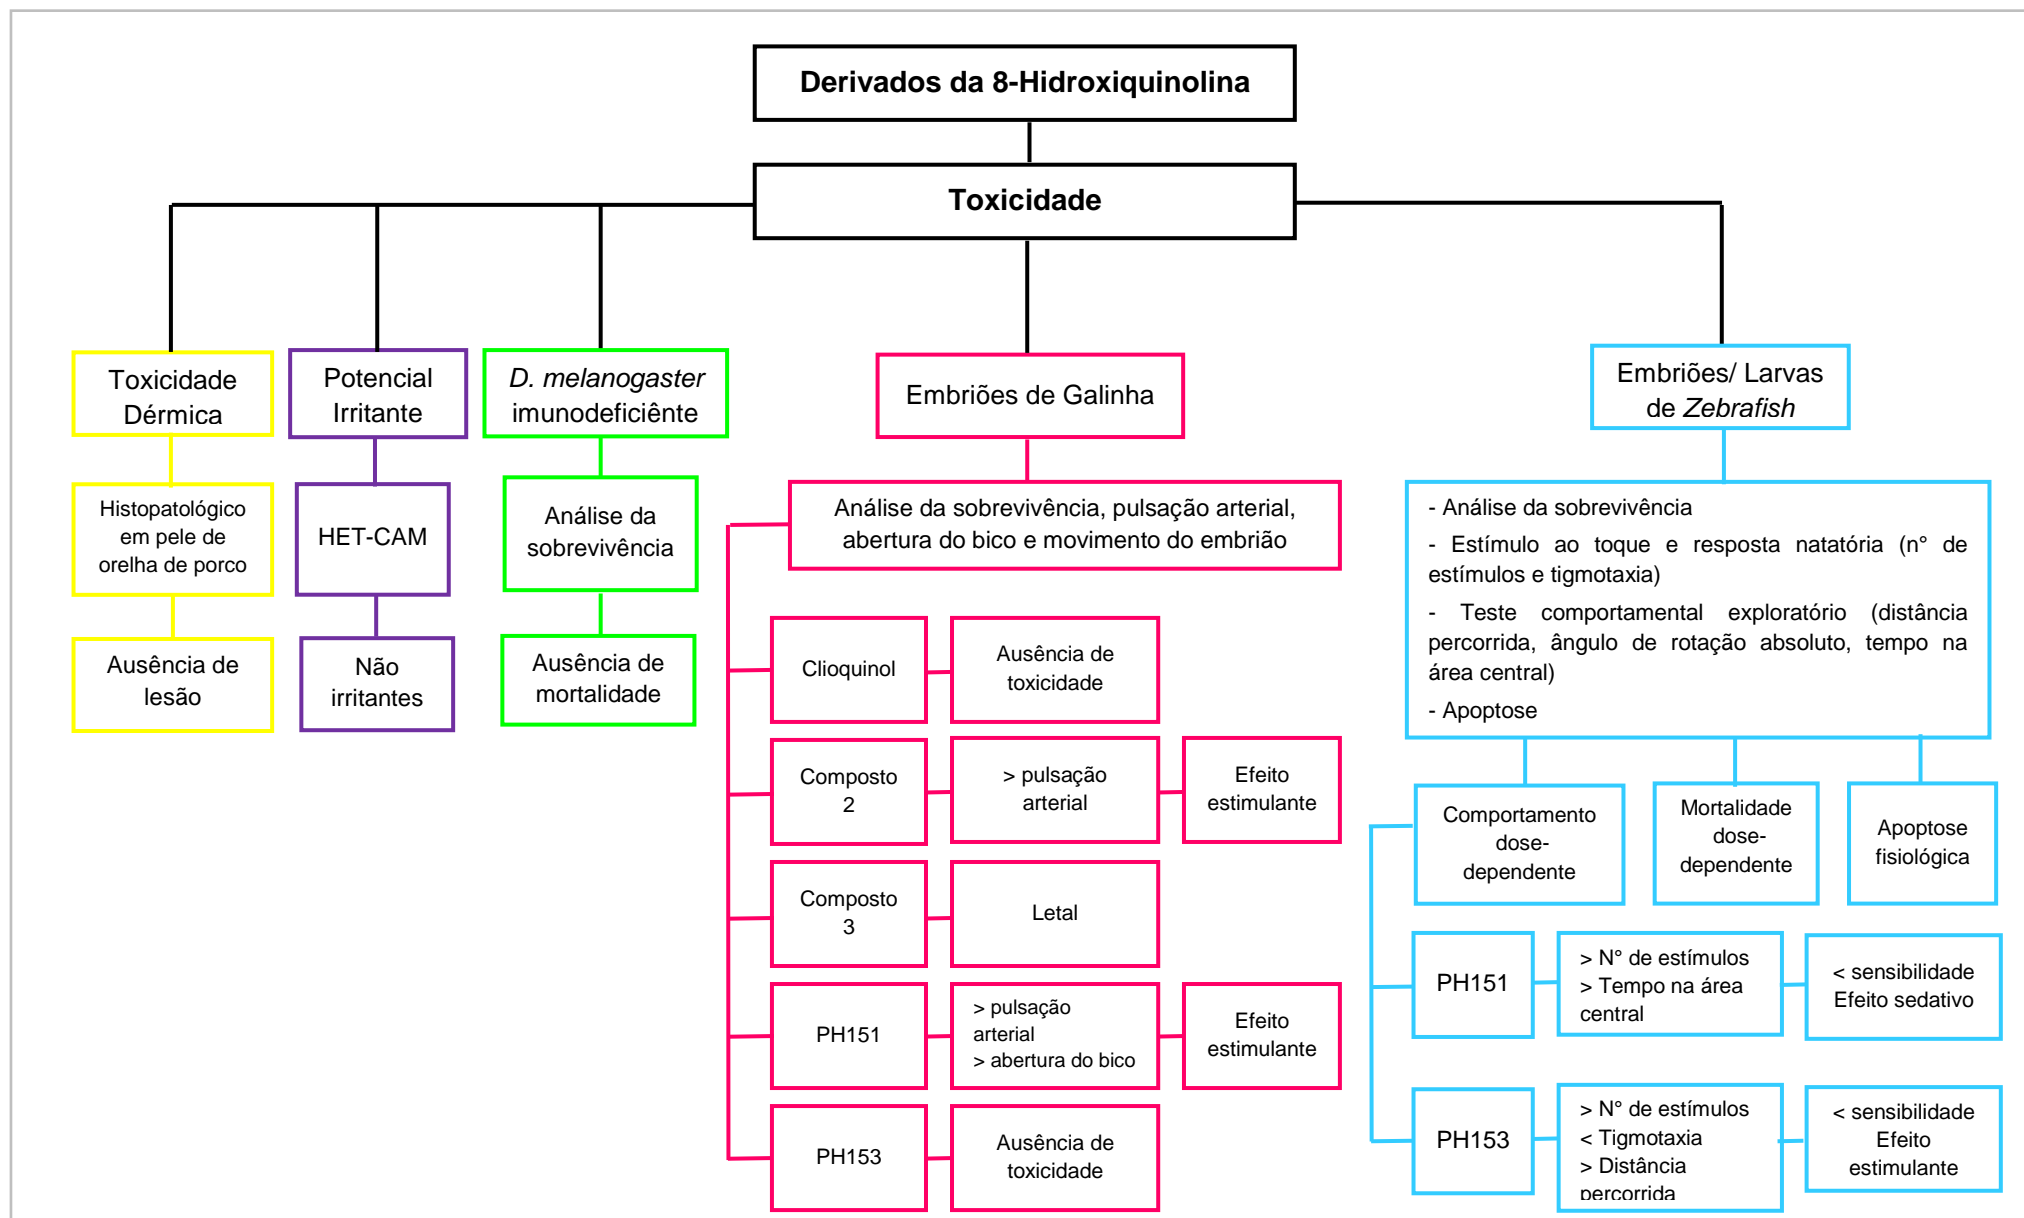 Derivados da 8-Hidroxiquinolina
Toxicidade
Toxicidade
Dérmica
Histopatológico
em pele de
orelha de porco
Ausência de
lesão
Potencial
Irritante
HET-CAM
Não
irritantes
D. melanogaster
imunodeficiênte
Análise da
sobrevivência
Ausência de
mortalidade
Embriões de Galinha
Análise da sobrevivência, pulsação arterial,
abertura do bico e movimento do embrião
Clioquinol
Ausência de
toxicidade
Composto
2
> pulsação
arterial
Efeito
estimulante
Composto
3
Letal
PH151
> pulsação
arterial
> abertura do bico
Efeito
estimulante
PH153
Ausência de
toxicidade
Embriões/ Larvas
de Zebrafish
- Análise da sobrevivência
- Estímulo ao toque e resposta natatória (n° de
estímulos e tigmotaxia)
- Teste comportamental exploratório (distância
percorrida, ângulo de rotação absoluto, tempo na
área central)
- Apoptose
Comportamento
dose-
dependente
Mortalidade
dose-
dependente
Apoptose
fisiológica
PH151
> N° de estímulos
> Tempo na área
central
< sensibilidade
Efeito sedativo
PH153
> N° de estímulos
< Tigmotaxia
> Distância
percorrida
< sensibilidade
Efeito
estimulante